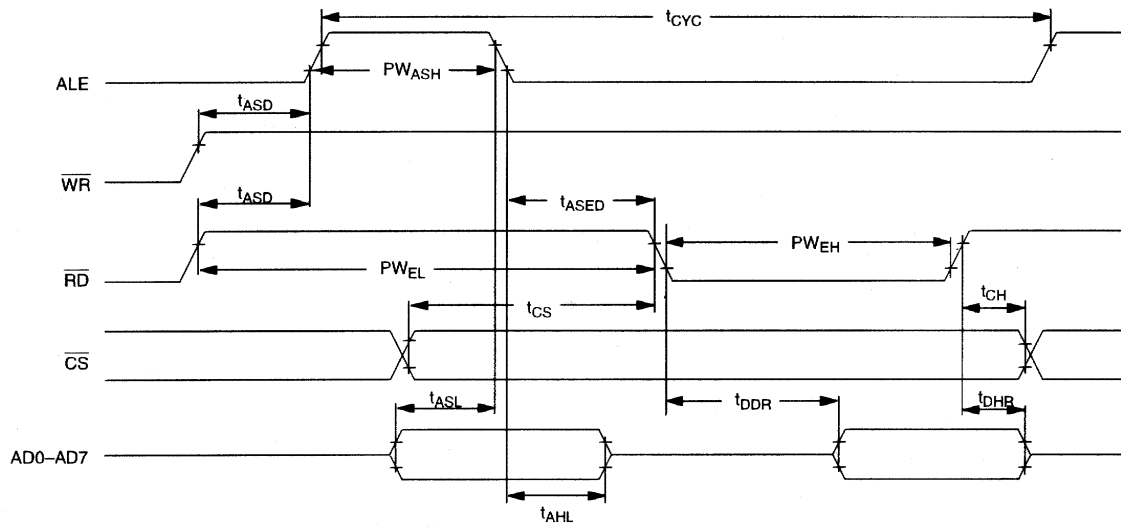 tCYC
ALE
PWASH
tASD
WR
tASD
tASED
RD
PWEL
PWEH
tCS
tCH
CS
tASL
tDDR
tDHR
AD0–AD7
tAHL